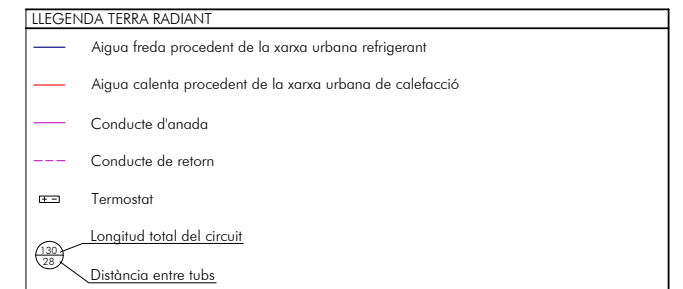 LLEGENDA TERRA RADIANT
Aigua freda procedent de la xarxa urbana refrigerant
Aigua calenta procedent de la xarxa urbana de calefacció
Conducte d'anada
Conducte de retorn
+ - Termostat
Longitud total del circuit
130
28
Distància entre tubs